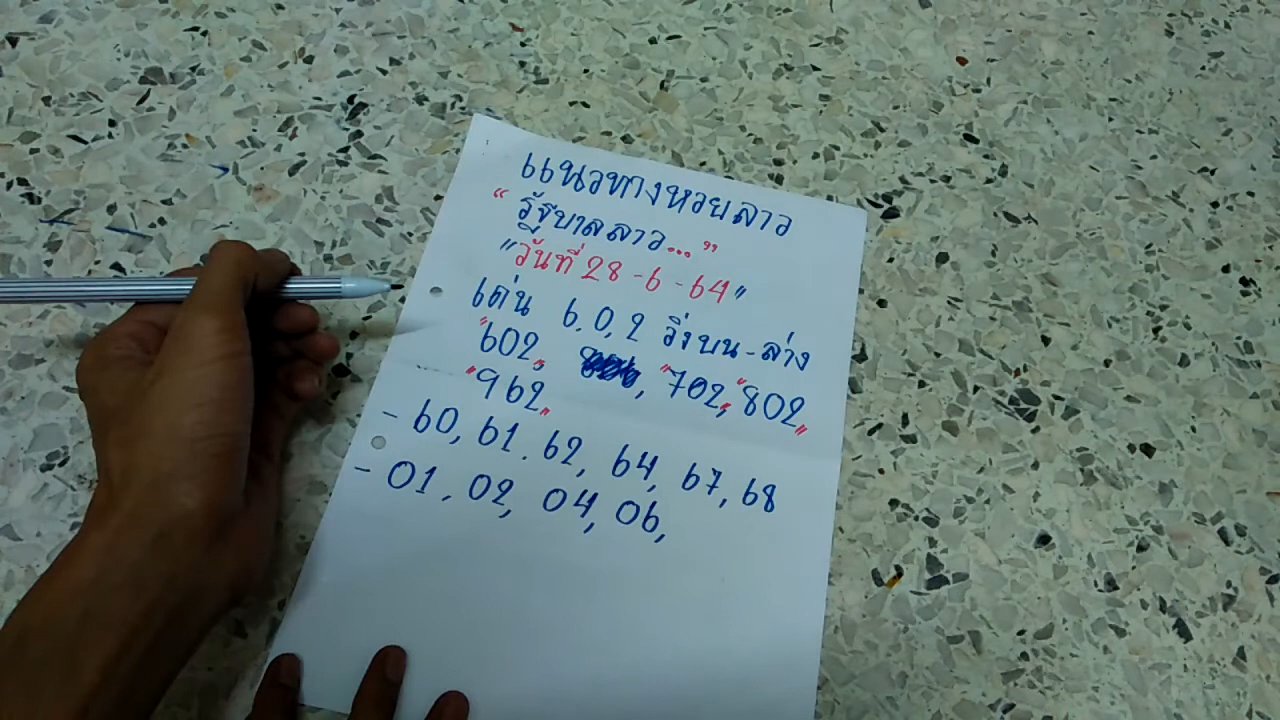 แนวทางหวยลาว
“รัฐบาลลาว...”
"วันที่ 28-6-64"
เด่น 6,0,2 วิ่งบน-ล่าง
"602,, , "702," "802,,
"962,,
- 60, 61. 62, 64, 67, 68
- 01, 02, 04, 06,